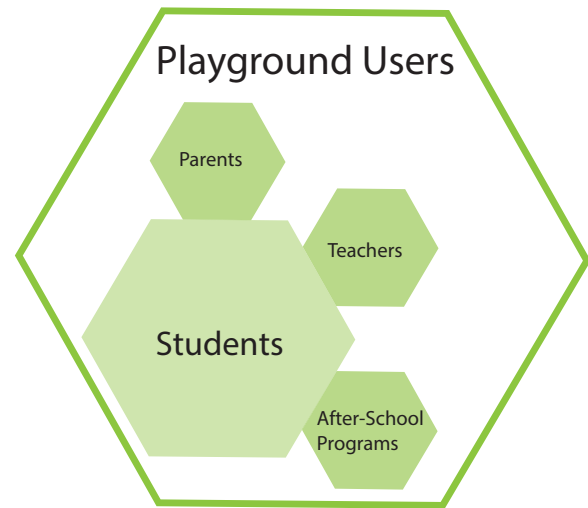 Playground Users
Parents
Teachers
Students
After-School
Programs